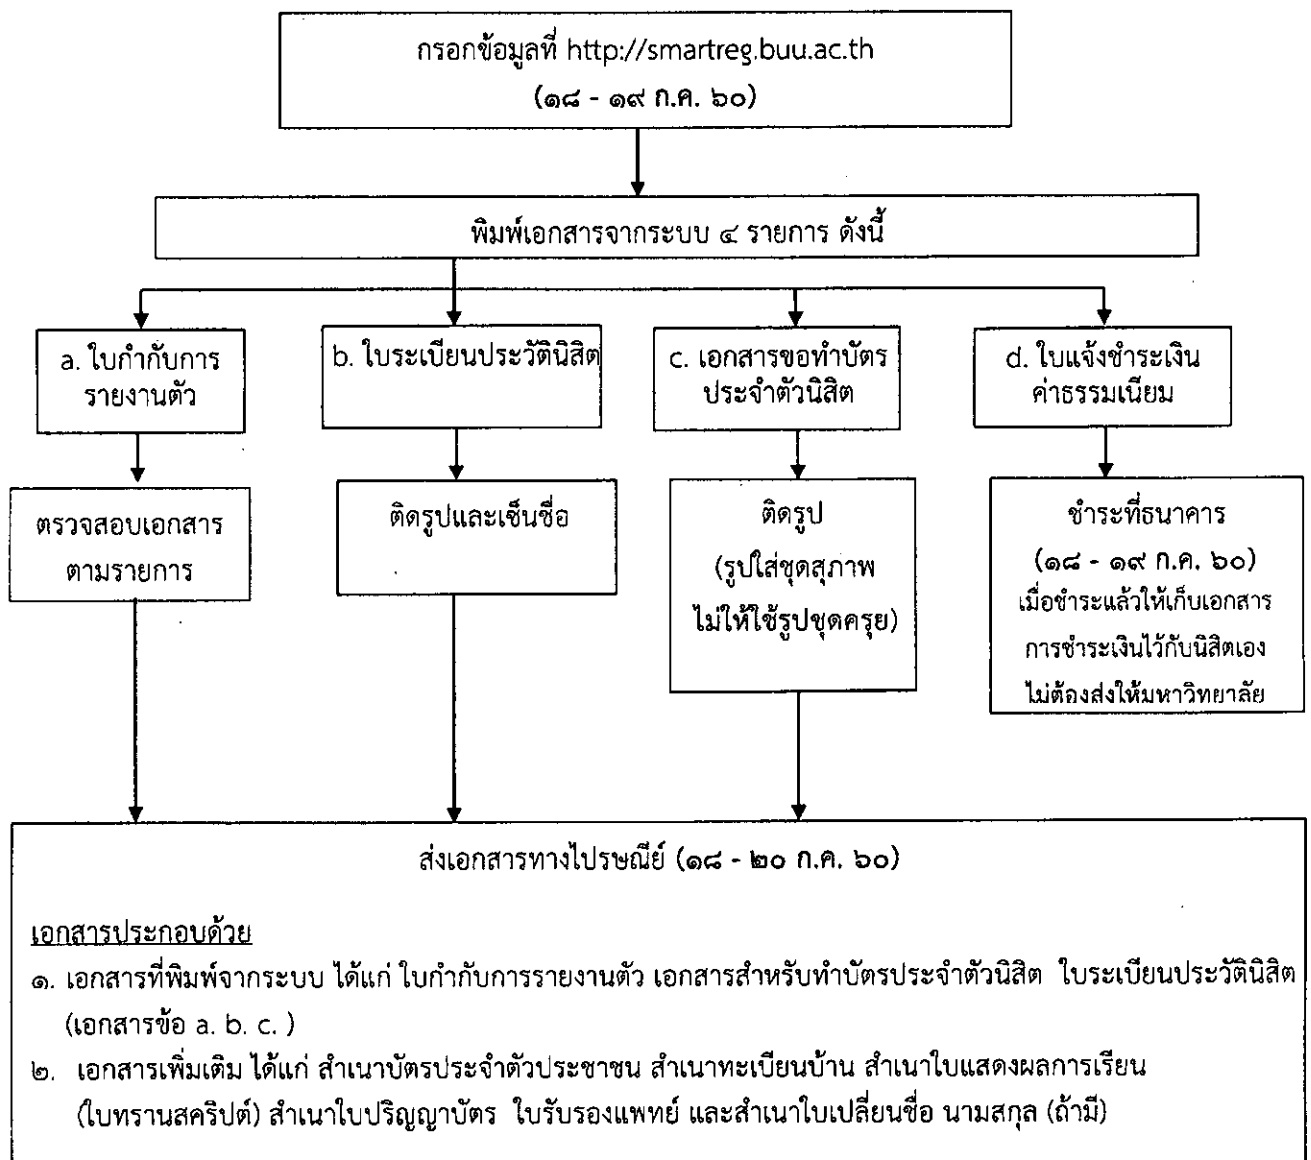 กรอกข้อมูลที่ http://smartreg.buu.ac.th
(๑๘ - ๑๙ ก.ค. ๖๐)
พิมพ์เอกสารจากระบบ ๔ รายการ ดังนี้
a. ใบกำกับการ
รายงานตัว
b. ใบระเบียนประวัตินิสิต
c. เอกสารขอทำบัตร
ประจำตัวนิสิต
d. ใบแจ้งชำระเงิน
ค่าธรรมเนียม
ตรวจสอบเอกสาร
ตามรายการ
ติดรูปและเซ็นชื่อ
ติดรูป
(รูปใส่ชุดสุภาพ
ไม่ให้ใช้รูปชุดครุย)
ชำระที่ธนาคาร
(๑๘ - ๑๙ ก.ค. ๖๐)
เมื่อชำระแล้วให้เก็บเอกสาร
การชำระเงินไว้กับนิสิตเอง
ไม่ต้องส่งให้มหาวิทยาลัย
ส่งเอกสารทางไปรษณีย์ (๑๘ - ๒๐ ก.ค. ๖๐)
เอกสารประกอบด้วย
๑. เอกสารที่พิมพ์จากระบบ ได้แก่ ใบกำกับการรายงานตัว เอกสารสำหรับทำบัตรประจำตัวนิสิต ใบระเบียนประวัตินิสิต
(เอกสารข้อ a. b. c. )
๒. เอกสารเพิ่มเติม ได้แก่ สำเนาบัตรประจำตัวประชาชน สำเนาทะเบียนบ้าน สำเนาใบแสดงผลการเรียน
(ใบทรานสคริปต์) สำเนาใบปริญญาบัตร ใบรับรองแพทย์ และสำเนาใบเปลี่ยนชื่อ นามสกุล (ถ้ามี)